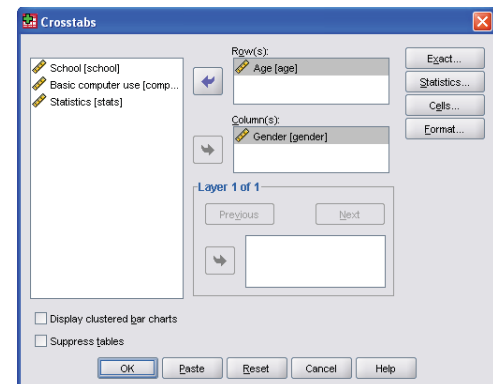 Crosstabs
School [school]
Basic computer use [comp...
Statistics [stats]
Row(s):
Age [age]
Column(s):
Gender [gender]
Layer 1 of 1
Previous
Next
Exact...
Statistics...
Cells...
Format...
Display clustered bar charts
Suppress tables
OK
Paste
Reset
Cancel
Help